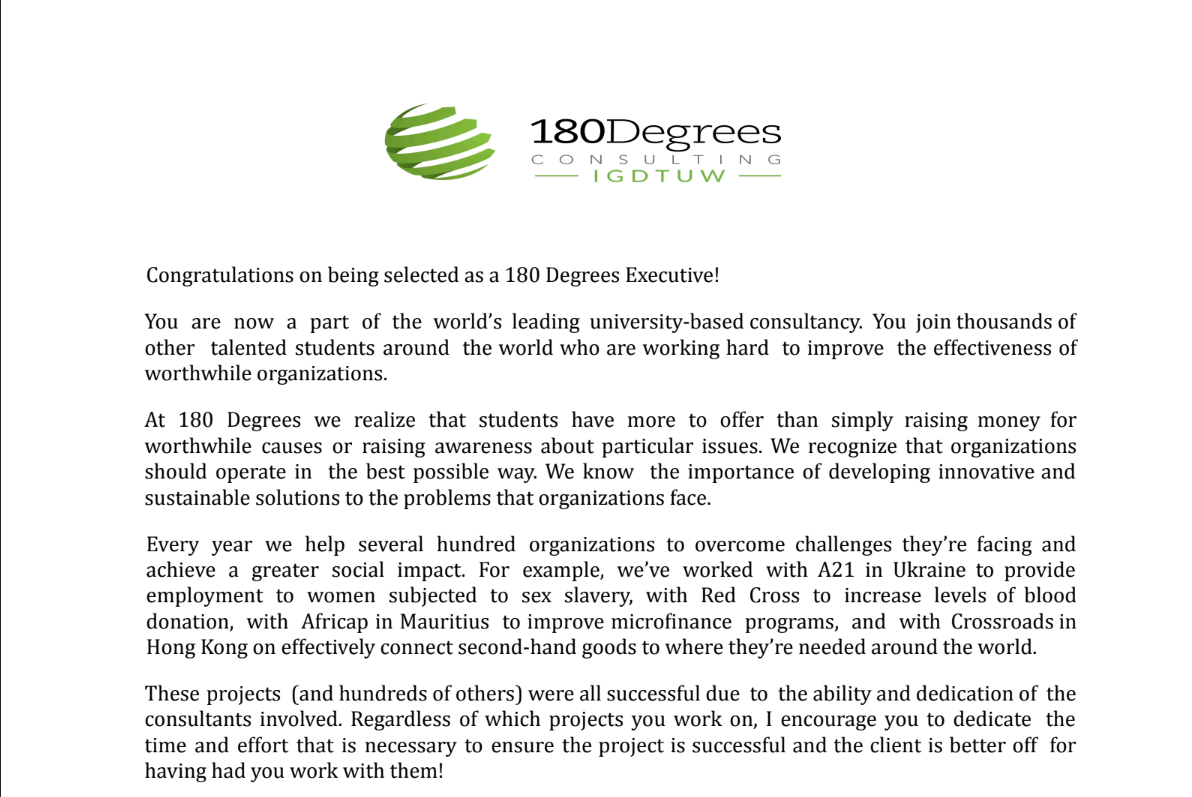 180Degrees
CONSULTING
IGDTUW
Congratulations on being selected as a 180 Degrees Executive!
You are now a part of the world’s leading university-based consultancy. You join thousands of
other talented students around the world who are working hard to improve the effectiveness of
worthwhile organizations.
At 180 Degrees we realize that students have more to offer than simply raising money for
worthwhile causes or raising awareness about particular issues. We recognize that organizations
should operate in the best possible way. We know the importance of developing innovative and
sustainable solutions to the problems that organizations face.
Every year we help several hundred organizations to overcome challenges they’re facing and
achieve a greater social impact. For example, we’ve worked with A21 in Ukraine to provide
employment to women subjected to sex slavery, with Red Cross to increase levels of blood
donation, with Africap in Mauritius to improve microfinance programs, and with Crossroads in
Hong Kong on effectively connect second-hand goods to where they’re needed around the world.
These projects (and hundreds of others) were all successful due to the ability and dedication of the
consultants involved. Regardless of which projects you work on, I encourage you to dedicate the
time and effort that is necessary to ensure the project is successful and the client is better off for
having had you work with them!